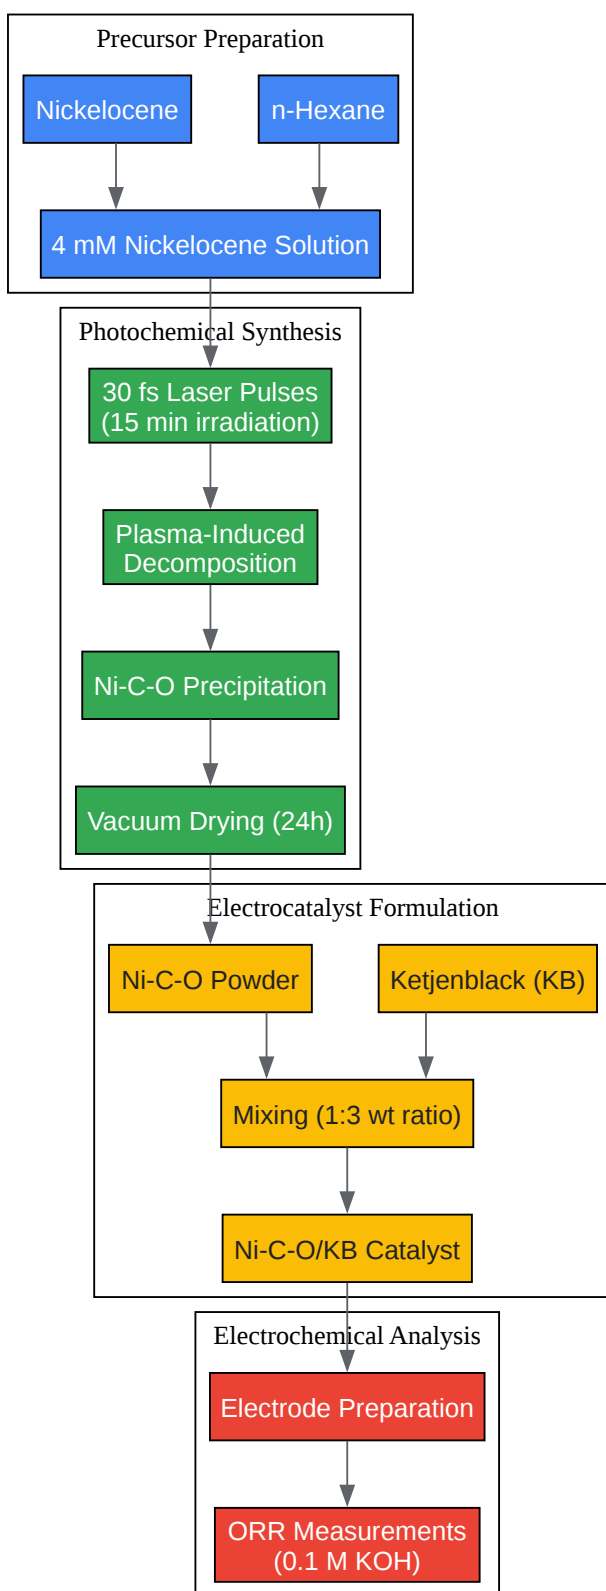 Precursor Preparation
Nickelocene
n-Hexane
4 mM Nickelocene Solution
Photochemical Synthesis
30 fs Laser Pulses
(15 min irradiation)
Plasma-Induced
Decomposition
Ni-C-O Precipitation
Vacuum Drying (24h)
Electrocatalyst Formulation
Ni-C-O Powder
Ketjenblack (KB)
Mixing (1:3 wt ratio)
Ni-C-O/KB Catalyst
Electrochemical Analysis
Electrode Preparation
ORR Measurements
(0.1 M KOH)